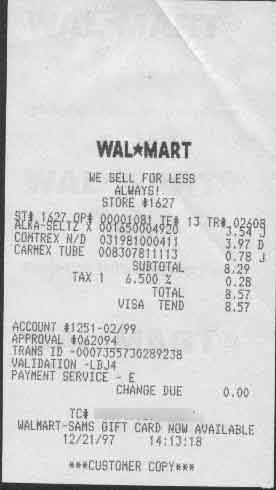 WAL★MART
WE SELL FOR LESS
ALWAYS!
STORE #1627
ST# 1627 OP# 00001081 TE# 13 TR# 02608
ALKA-SELTZ X 001650004920 3.54 J
COMTREX N/D 031981000411 3.97 D
CARMEX TUBE 008307811113 0.78 J
SUBTOTAL 8.29
TAX 1 6.500 % 0.28
TOTAL 8.57
VISA TEND 8.57
ACCOUNT #1251-02/99
APPROVAL #062094
TRANS ID -0007355730289238
VALIDATION -LBJ4
PAYMENT SERVICE - E
CHANGE DUE 0.00
TC#
WALMART-SAMS GIFT CARD NOW AVAILABLE
12/21/97 14:13:18
***CUSTOMER COPY***